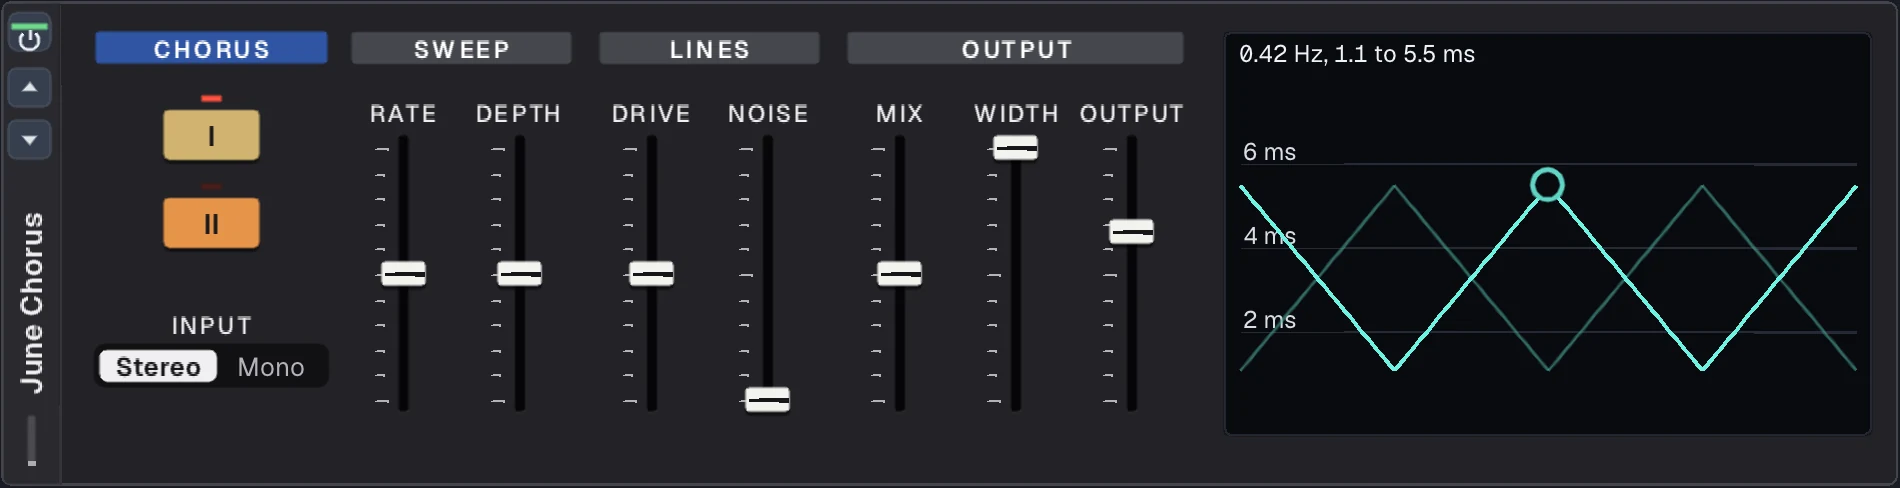 June Chorus
CHORUS
I
II
INPUT
Stereo Mono
SWEEP
RATE DEPTH
LINES
DRIVE NOISE
OUTPUT
MIX WIDTH OUTPUT
0.42 Hz, 1.1 to 5.5 ms
6 ms
4 ms
2 ms